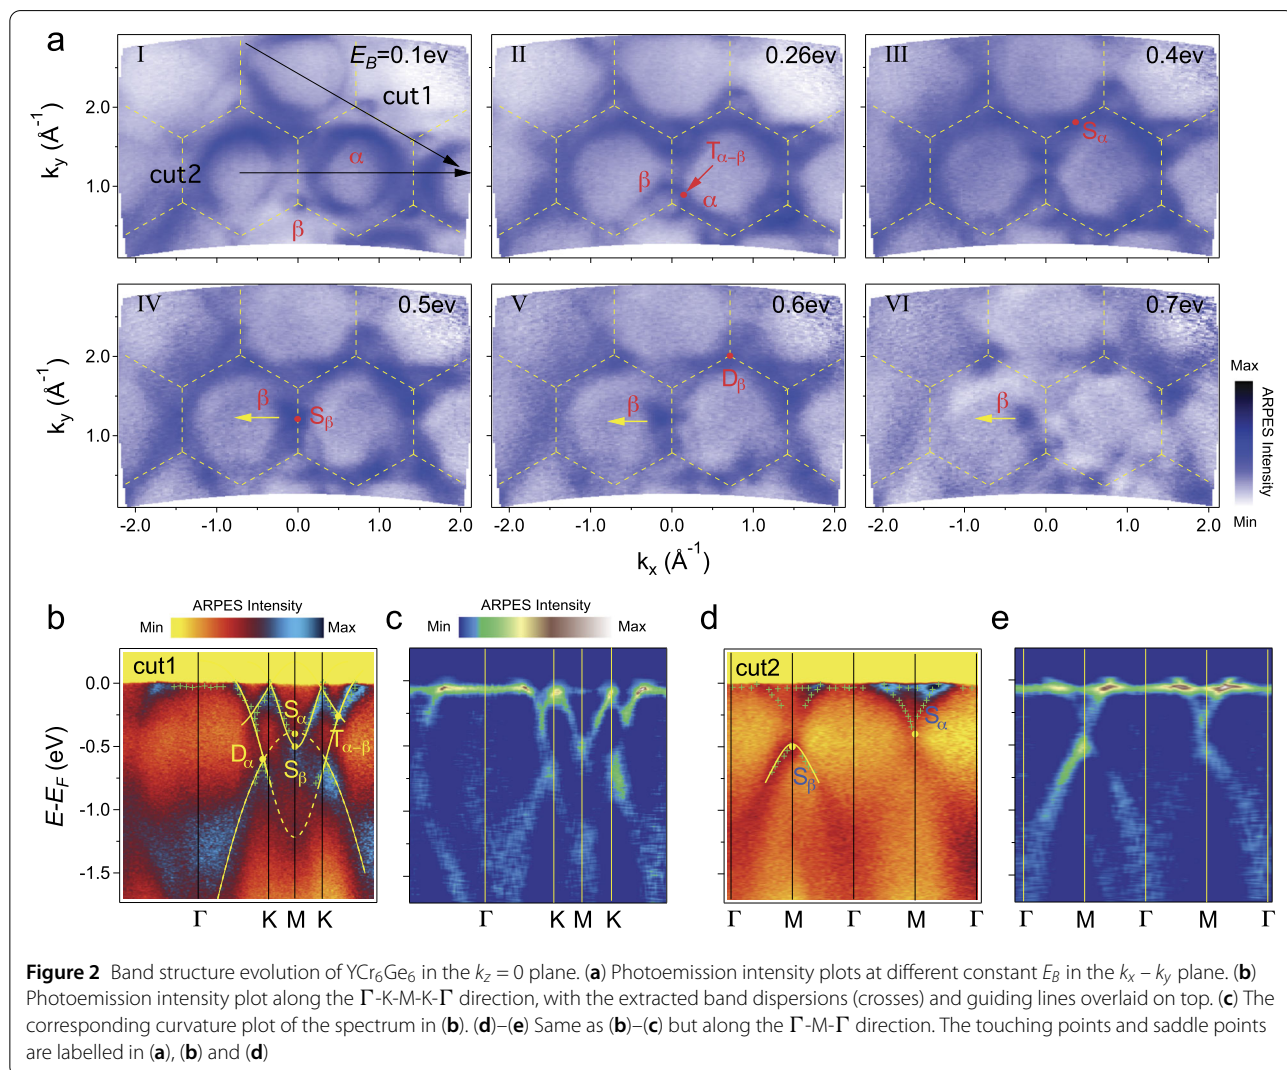 a
I
E_B=0.1ev
cut1
cut2
α
β
II
0.26ev
T_α−β
β
α
III
0.4ev
S_α
k_y (Å⁻¹)
2.0
1.0
IV
0.5ev
β
S_β
V
0.6ev
D_β
β
VI
0.7ev
β
k_y (Å⁻¹)
2.0
1.0
-2.0 -1.0 0.0 1.0 2.0
-2.0 -1.0 0.0 1.0 2.0
-2.0 -1.0 0.0 1.0 2.0
k_x (Å⁻¹)
Max
ARPES Intensity
Min
b
ARPES Intensity
Min Max
cut1
S_α
D_α
S_β
T_α−β
E-E_F (eV)
0.0
-0.5
-1.0
-1.5
Γ K M K
c
ARPES Intensity
Min Max
Γ K M K
d
cut2
S_α
S_β
Γ M Γ M Γ
e
Γ M Γ M Γ
Figure 2 Band structure evolution of YCr₆Ge₆ in the k_z = 0 plane. (a) Photoemission intensity plots at different constant E_B in the k_x – k_y plane. (b)
Photoemission intensity plot along the Γ-K-M-K-Γ direction, with the extracted band dispersions (crosses) and guiding lines overlaid on top. (c) The
corresponding curvature plot of the spectrum in (b). (d)–(e) Same as (b)–(c) but along the Γ-M-Γ direction. The touching points and saddle points
are labelled in (a), (b) and (d)